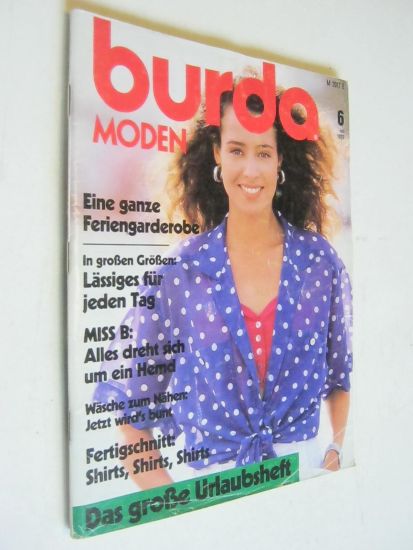 burda
MODEN
6
Eine ganze
Feriengarderobe
In großen Größen:
Lässiges für
jeden Tag
MISS B:
Alles dreht sich
um ein Hemd
Wäsche zum Nähen:
Jetzt wird's bunt
Fertigschnitt:
Shirts, Shirts, Shirts
Das große Urlaubsheft